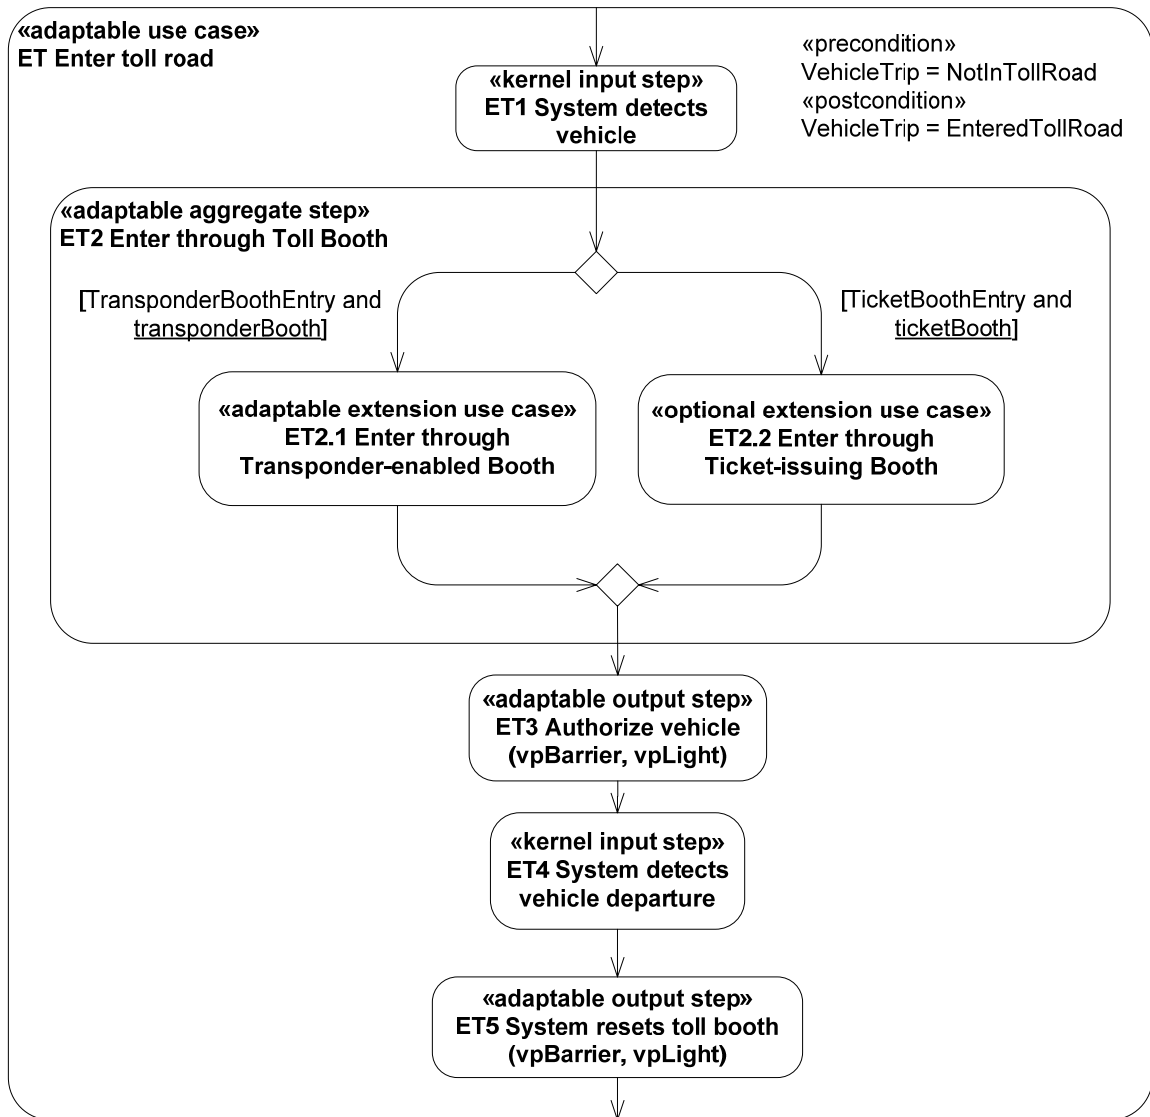 «adaptable use case»
ET Enter toll road
«precondition»
VehicleTrip = NotInTollRoad
«postcondition»
VehicleTrip = EnteredTollRoad
«kernel input step»
ET1 System detects
vehicle
«adaptable aggregate step»
ET2 Enter through Toll Booth
[TransponderBoothEntry and
transponderBooth]
[TicketBoothEntry and
ticketBooth]
«adaptable extension use case»
ET2.1 Enter through
Transponder-enabled Booth
«optional extension use case»
ET2.2 Enter through
Ticket-issuing Booth
«adaptable output step»
ET3 Authorize vehicle
(vpBarrier, vpLight)
«kernel input step»
ET4 System detects
vehicle departure
«adaptable output step»
ET5 System resets toll booth
(vpBarrier, vpLight)